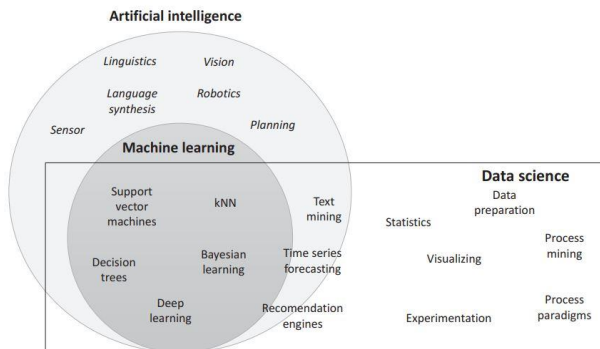 Artificial intelligence
Linguistics
Vision
Language
synthesis
Robotics
Sensor
Planning
Machine learning
Data science
Support
vector
machines
kNN
Text
mining
Data
preparation
Statistics
Process
mining
Decision
trees
Bayesian
learning
Time series
forecasting
Visualizing
Deep
learning
Recomendation
engines
Experimentation
Process
paradigms